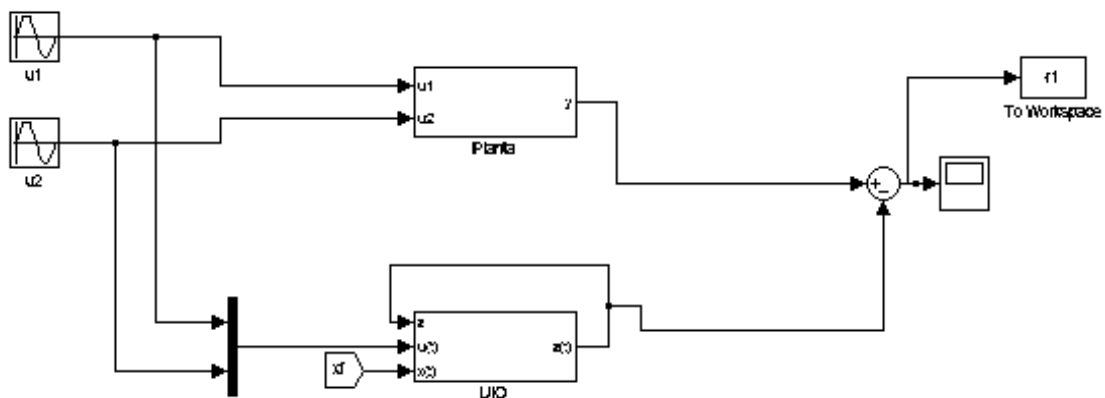 u1
u2
u1
u2
y
Planta
r1
To Workspace
z
u(t)
x(t)
z(t)
UIO
xf